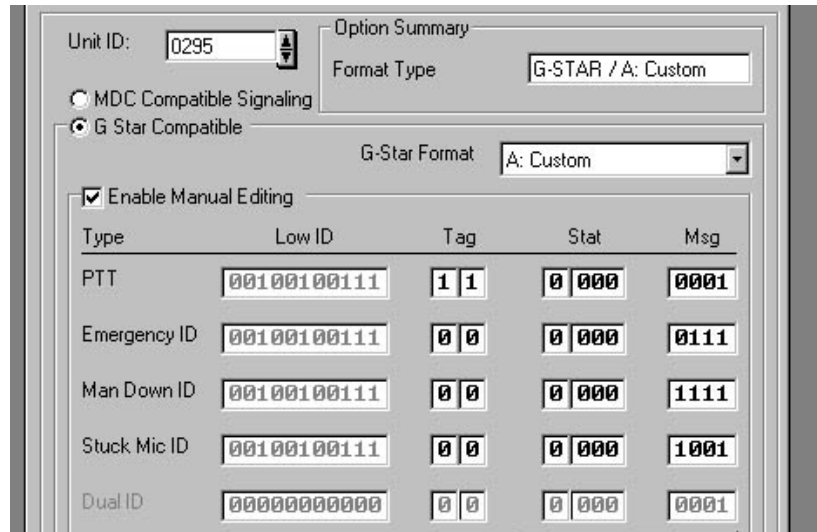 Unit ID: 0295
Option Summary
Format Type G-STAR / A: Custom
MDC Compatible Signaling
G Star Compatible
G-Star Format A: Custom
Enable Manual Editing
Type Low ID Tag Stat Msg
PTT 00100100111 1 1 0 000 0001
Emergency ID 00100100111 0 0 0 000 0111
Man Down ID 00100100111 0 0 0 000 1111
Stuck Mic ID 00100100111 0 0 0 000 1001
Dual ID 00000000000 0 0 0 000 0001